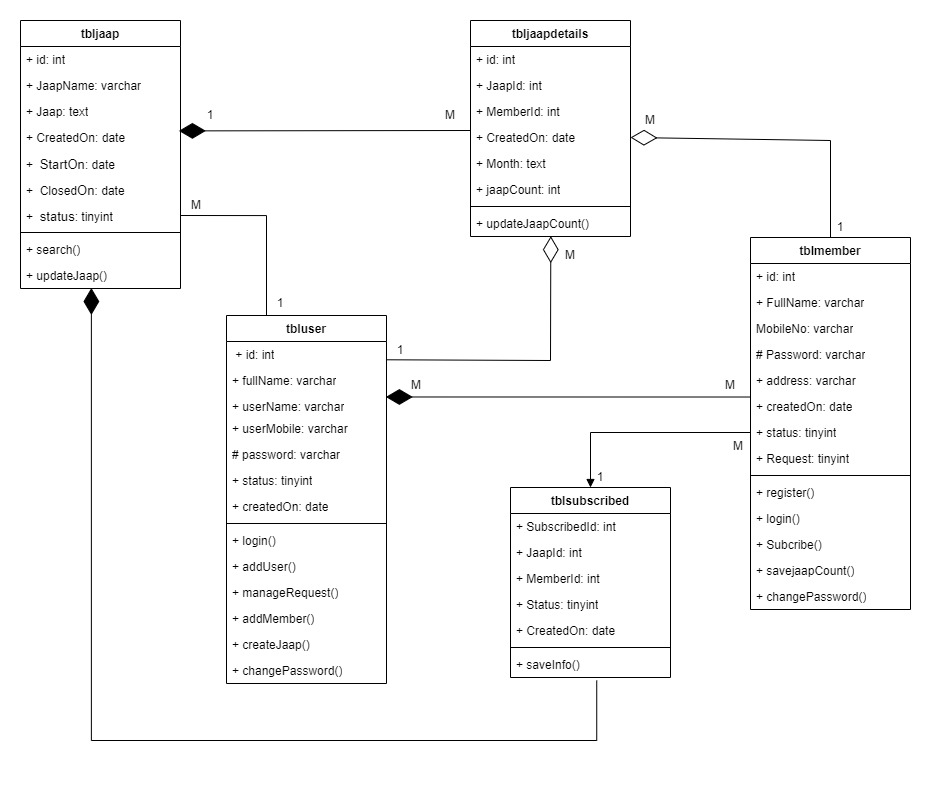 tbljaap
+ id: int
+ JaapName: varchar
+ Jaap: text
+ CreatedOn: date
+ StartOn: date
+ ClosedOn: date
+ status: tinyint
+ search()
+ updateJaap()
1
M
M
1
tbljaapdetails
+ id: int
+ JaapId: int
+ MemberId: int
+ CreatedOn: date
+ Month: text
+ jaapCount: int
+ updateJaapCount()
M
1
M
1
tblmember
+ id: int
+ FullName: varchar
MobileNo: varchar
# Password: varchar
+ address: varchar
+ createdOn: date
+ status: tinyint
+ Request: tinyint
+ register()
+ login()
+ Subcribe()
+ savejaapCount()
+ changePassword()
tbluser
+ id: int
+ fullName: varchar
+ userName: varchar
+ userMobile: varchar
# password: varchar
+ status: tinyint
+ createdOn: date
+ login()
+ addUser()
+ manageRequest()
+ addMember()
+ createJaap()
+ changePassword()
M
M
M
1
tblsubscribed
+ SubscribedId: int
+ JaapId: int
+ MemberId: int
+ Status: tinyint
+ CreatedOn: date
+ saveInfo()